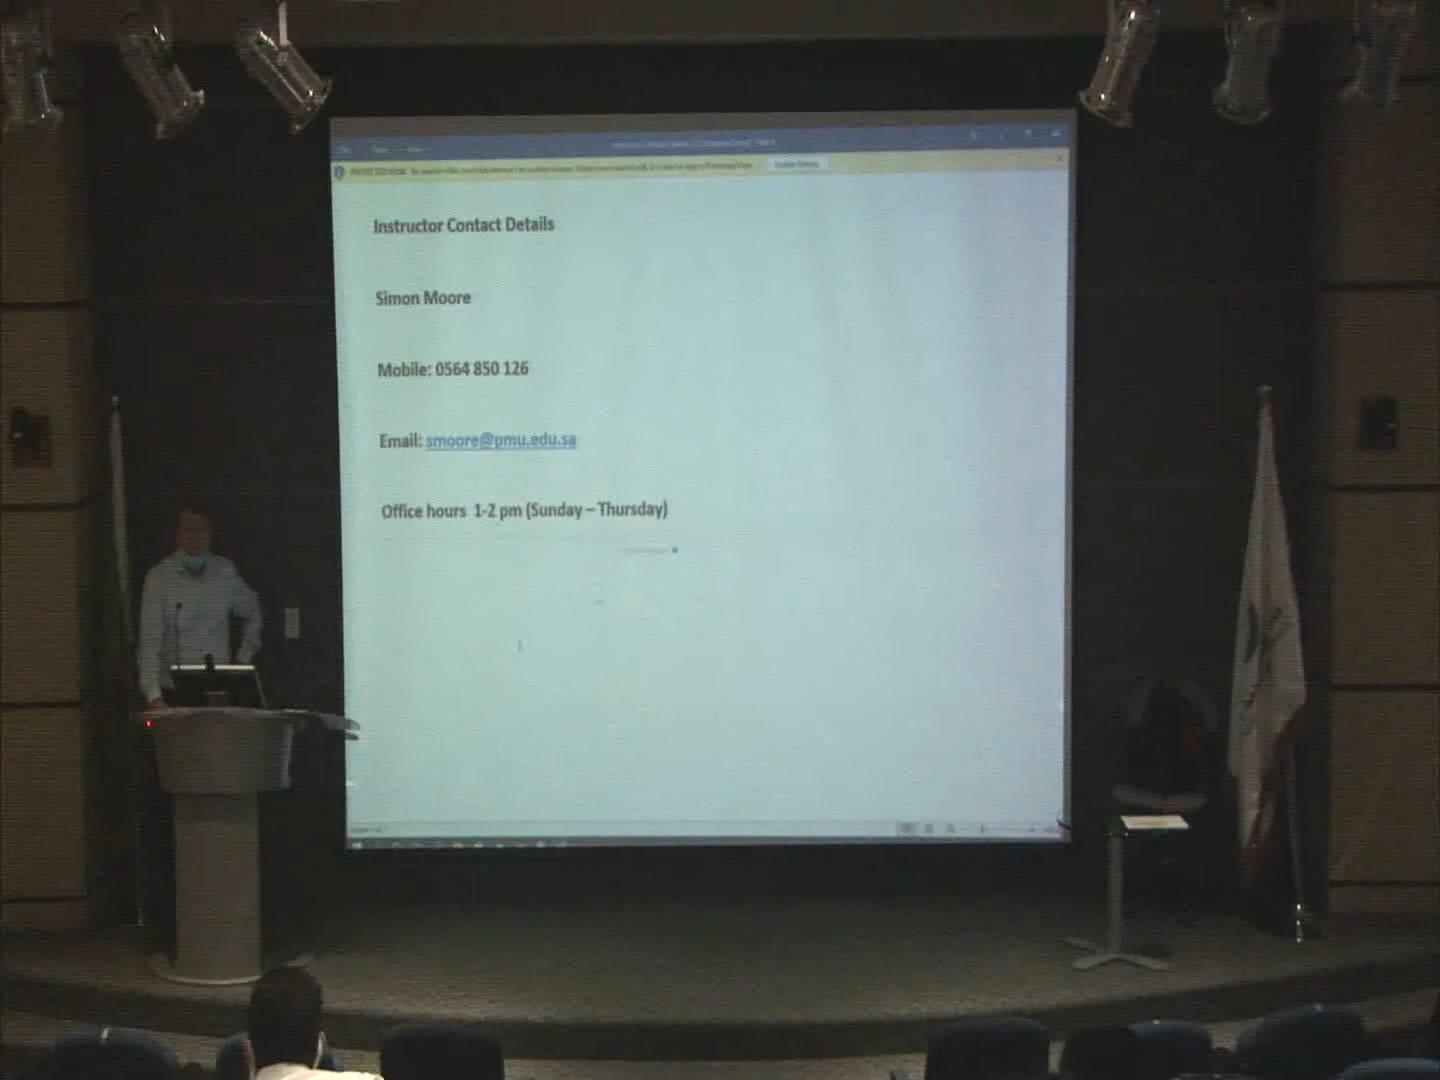 Instructor Contact Details
Simon Moore
Mobile: 0564 850 126
Email: smoore@pmu.edu.sa
Office hours 1-2 pm (Sunday – Thursday)